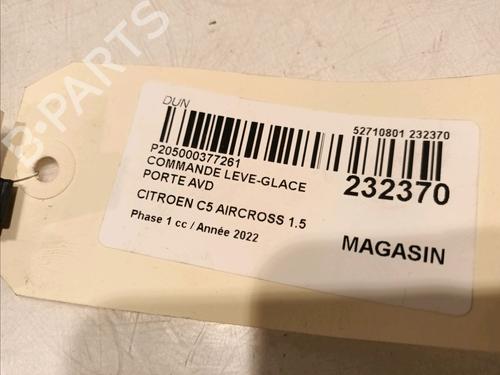 B-PARTS
DUN
52710801 232370
P205000377261
COMMANDE LEVE-GLACE
PORTE AVD
232370
CITROEN C5 AIRCROSS 1.5
Phase 1 cc / Année 2022
MAGASIN